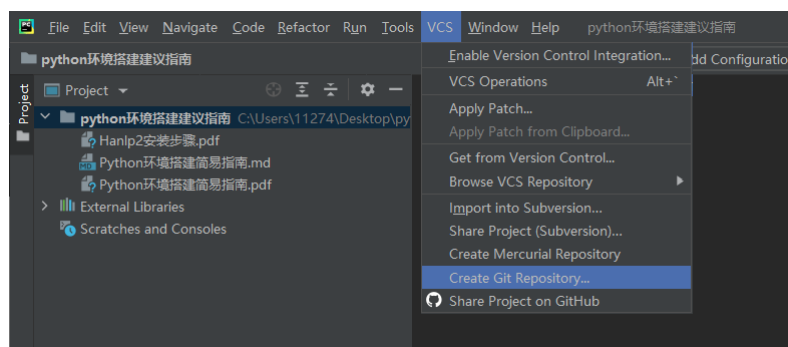 File Edit View Navigate Code Refactor Run Tools VCS Window Help python环境搭建建议指南
python环境搭建建议指南
dd Configuratio
Project
Project
python环境搭建建议指南 C:\Users\11274\Desktop\py
Hanlp2安装步骤.pdf
Python环境搭建简易指南.md
Python环境搭建简易指南.pdf
External Libraries
Scratches and Consoles
Enable Version Control Integration...
VCS Operations Alt+`
Apply Patch...
Apply Patch from Clipboard...
Get from Version Control...
Browse VCS Repository
Import into Subversion...
Share Project (Subversion)...
Create Mercurial Repository
Create Git Repository...
Share Project on GitHub